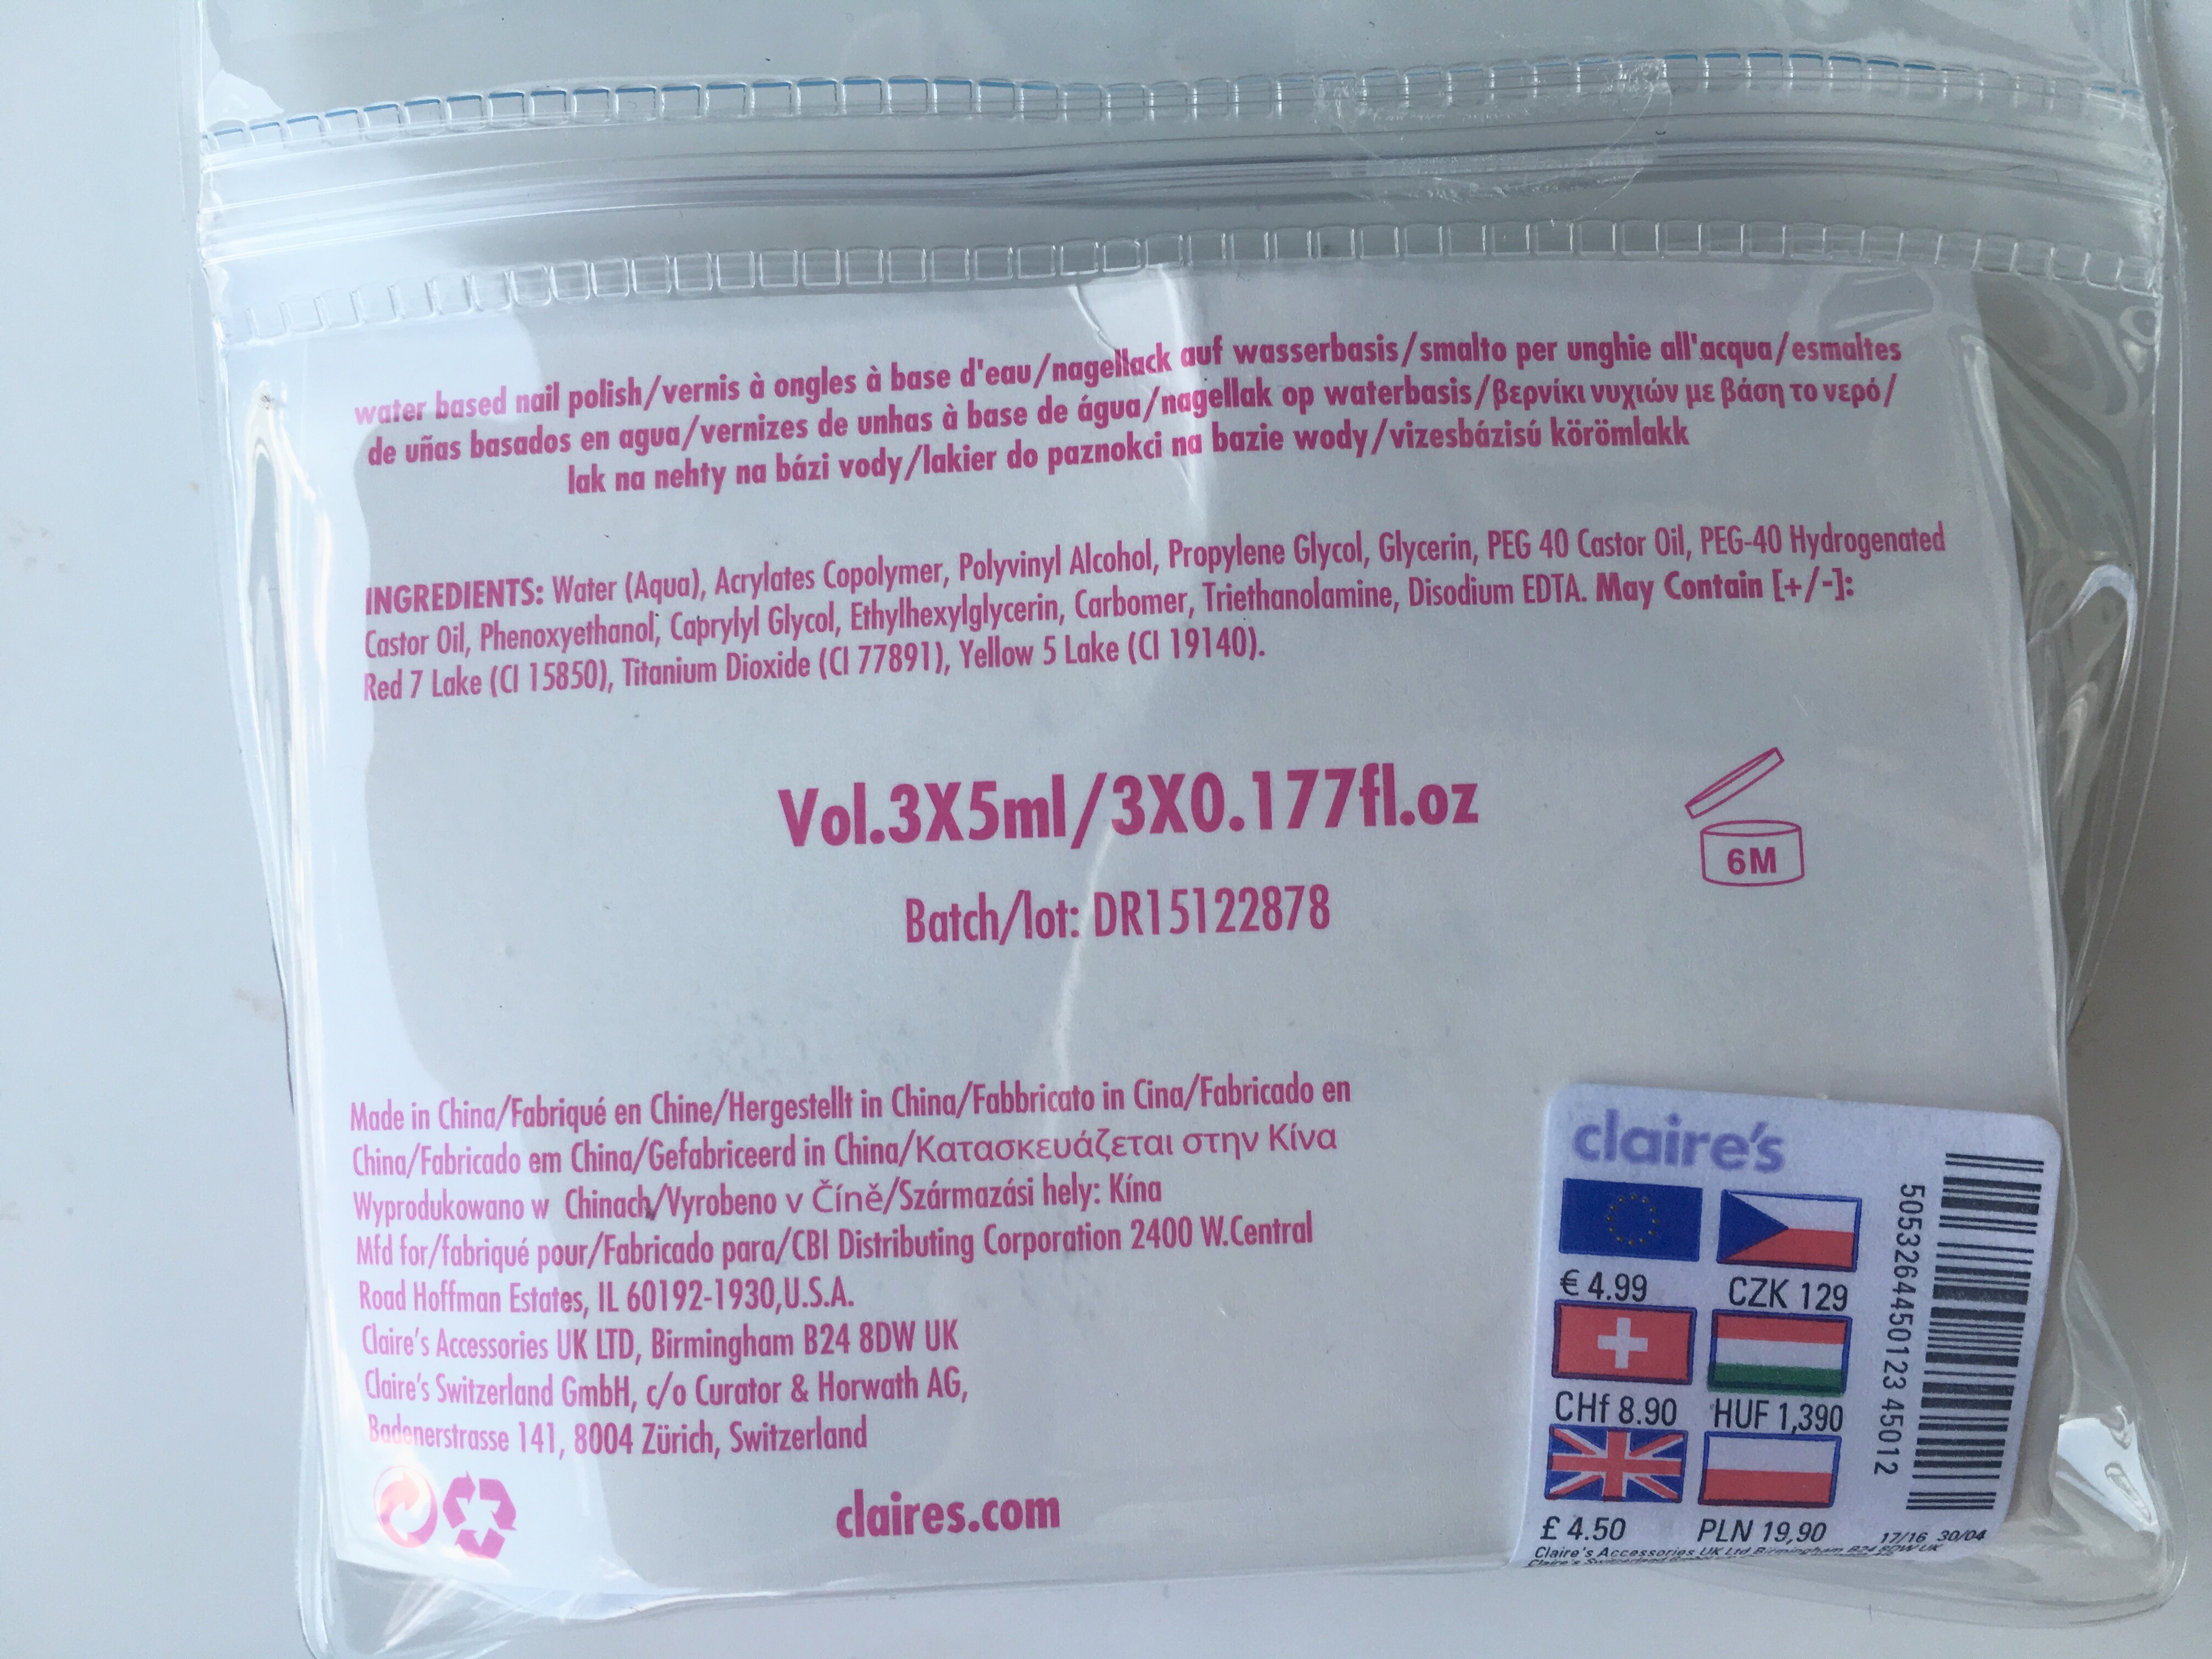 water based nail polish/vernis à ongles à base d'eau/nagellack auf wasserbasis/smalto per unghie all'acqua/esmaltes
de uñas basados en agua/vernizes de unhas à base de água/nagellak op waterbasis/βερνίκι νυχιών με βάση το νερό/
lak na nehty na bázi vody/lakier do paznokci na bazie wody/vizesbázisú körömlakk
INGREDIENTS: Water (Aqua), Acrylates Copolymer, Polyvinyl Alcohol, Propylene Glycol, Glycerin, PEG 40 Castor Oil, PEG-40 Hydrogenated
Castor Oil, Phenoxyethanol, Caprylyl Glycol, Ethylhexylglycerin, Carbomer, Triethanolamine, Disodium EDTA. May Contain [+/-]:
Red 7 Lake (CI 15850), Titanium Dioxide (CI 77891), Yellow 5 Lake (CI 19140).
Vol.3X5ml/3X0.177fl.oz
6M
Batch/lot: DR15122878
Made in China/Fabriqué en Chine/Hergestellt in China/Fabbricato in Cina/Fabricado en
China/Fabricado em China/Gefabriceerd in China/Κατασκευάζεται στην Κίνα
Wyprodukowano w Chinach/Vyrobeno v Číně/Származási hely: Kína
Mfd for/fabriqué pour/Fabricado para/CBI Distributing Corporation 2400 W.Central
Road Hoffman Estates, IL 60192-1930,U.S.A.
Claire's Accessories UK LTD, Birmingham B24 8DW UK
Claire's Switzerland GmbH, c/o Curator & Horwath AG,
Badenerstrasse 141, 8004 Zürich, Switzerland
claires.com
claire's
€ 4.99 CZK 129
CHf 8.90 HUF 1,390
£ 4.50 PLN 19,90
5053264450123 45012
17/16 30/04
Claire's Accessories UK Ltd Birmingham B24 8DW UK